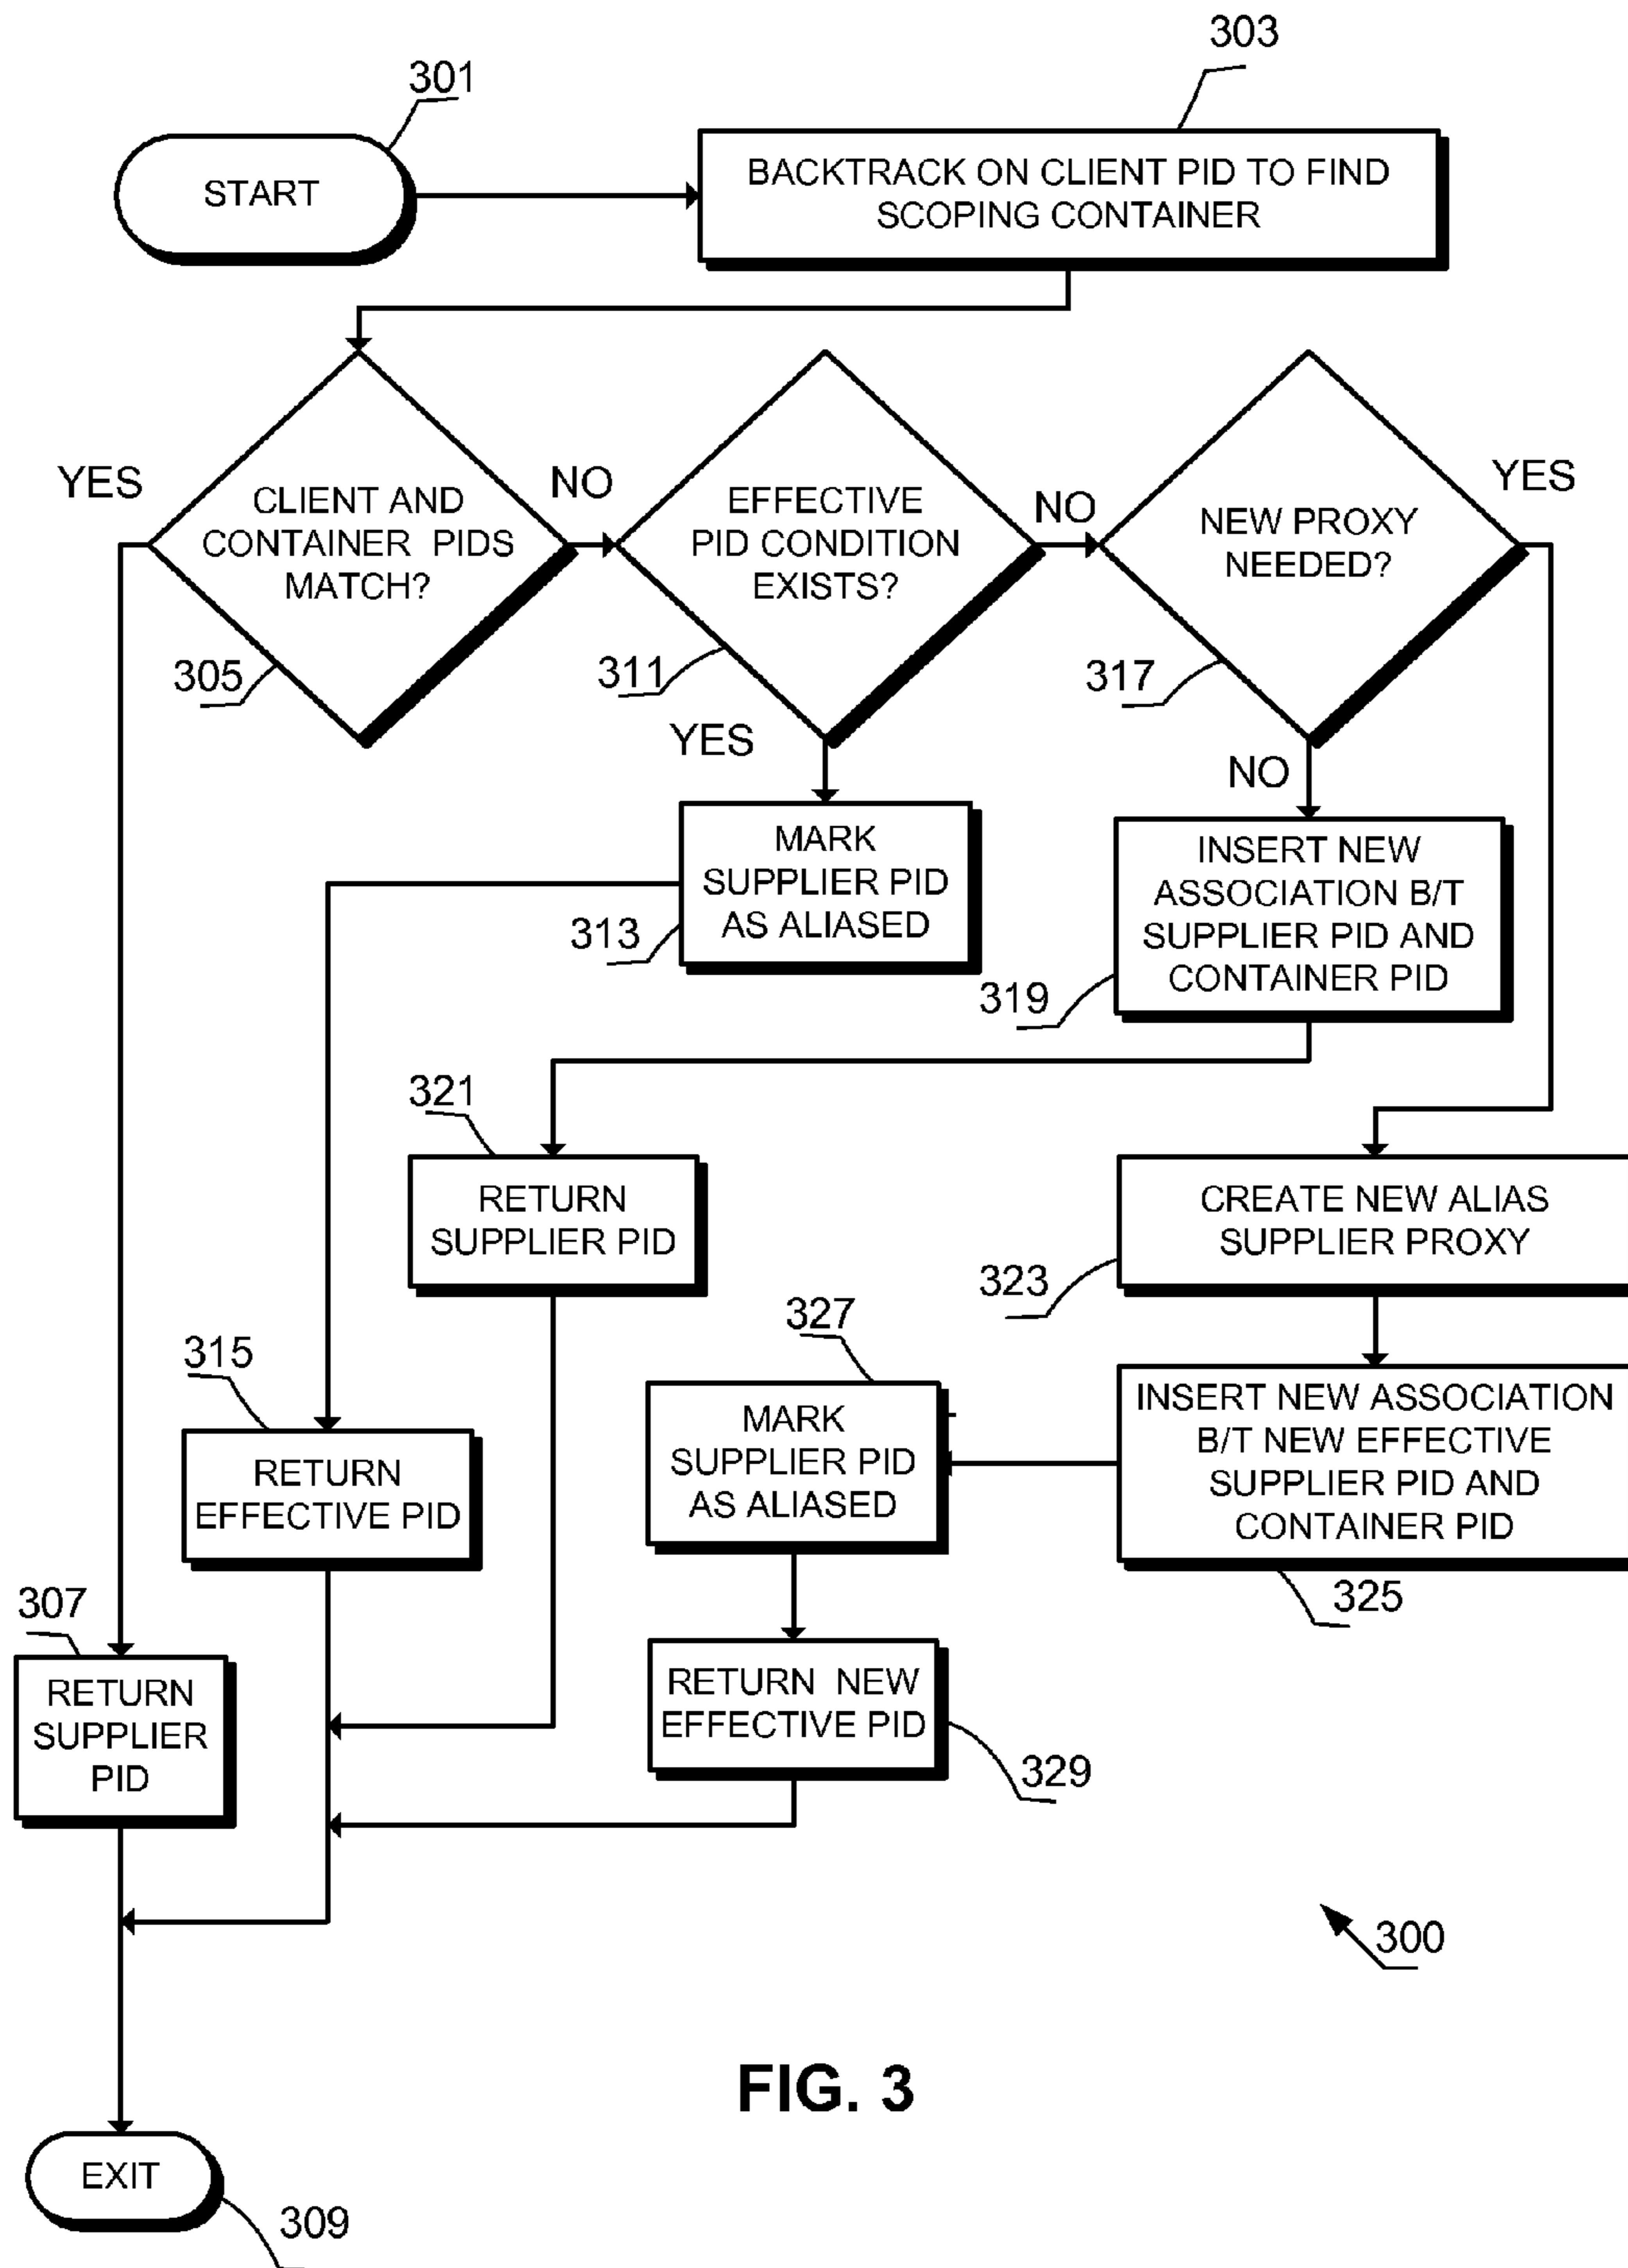 303
301
START
BACKTRACK ON CLIENT PID TO FIND
SCOPING CONTAINER
YES
CLIENT AND
CONTAINER PIDS
MATCH?
305
NO
EFFECTIVE
PID CONDITION
EXISTS?
311
NO
NEW PROXY
NEEDED?
317
YES
YES
NO
MARK
SUPPLIER PID
AS ALIASED
313
INSERT NEW
ASSOCIATION B/T
SUPPLIER PID AND
CONTAINER PID
319
321
RETURN
SUPPLIER PID
CREATE NEW ALIAS
SUPPLIER PROXY
323
327
MARK
SUPPLIER PID
AS ALIASED
INSERT NEW ASSOCIATION
B/T NEW EFFECTIVE
SUPPLIER PID AND
CONTAINER PID
325
315
RETURN
EFFECTIVE PID
307
RETURN
SUPPLIER
PID
RETURN NEW
EFFECTIVE PID
329
300
FIG. 3
EXIT
309